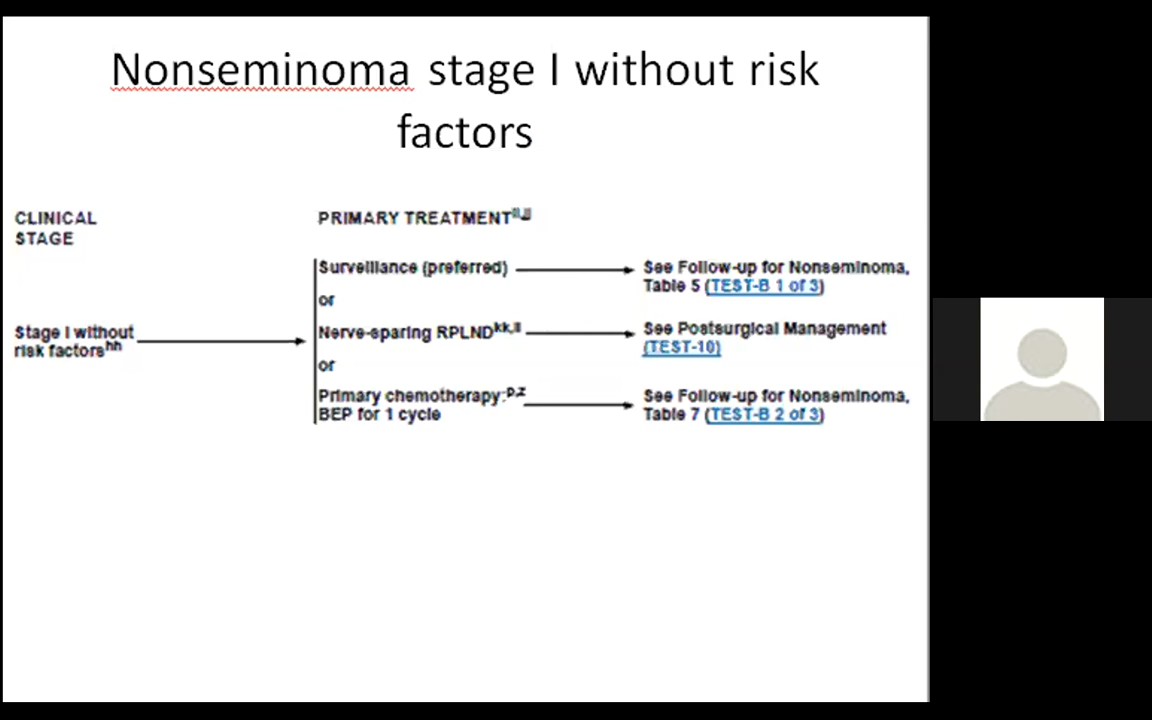 Nonseminoma stage I without risk
factors
CLINICAL
STAGE
PRIMARY TREATMENT
Stage I without
risk factors^hh
Surveillance (preferred)
or
Nerve-sparing RPLND
or
Primary chemotherapy:^p,z
BEP for 1 cycle
See Follow-up for Nonseminoma,
Table 5 (TEST-B 1 of 3)
See Postsurgical Management
(TEST-10)
See Follow-up for Nonseminoma,
Table 7 (TEST-B 2 of 3)